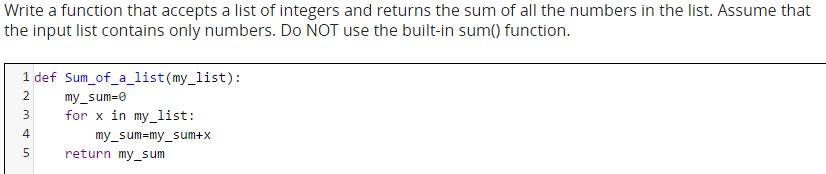 Write a function that accepts a list of integers and returns the sum of all the numbers in the list. Assume that
the input list contains only numbers. Do NOT use the built-in sum() function.
1 def Sum_of_a_list(my_list):
2     my_sum=0
3     for x in my_list:
4         my_sum=my_sum+x
5     return my_sum